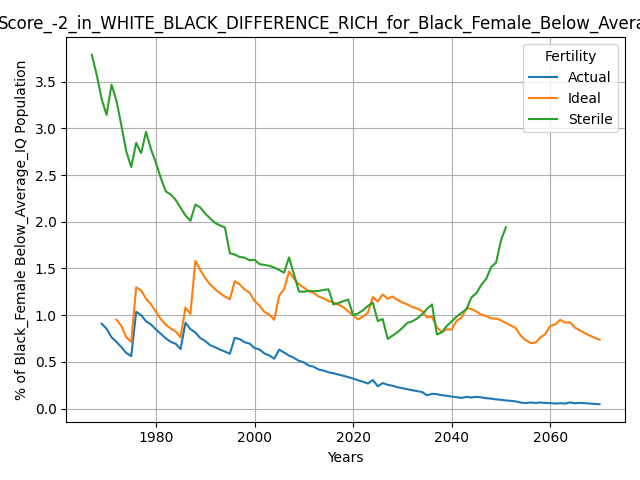 Score_-2_in_WHITE_BLACK_DIFFERENCE_RICH_for_Black_Female_Below_Avera
% of Black_Female Below_Average_IQ Population
3.5
3.0
2.5
2.0
1.5
1.0
0.5
0.0
Fertility
Actual
Ideal
Sterile
1980
2000
2020
2040
2060
Years